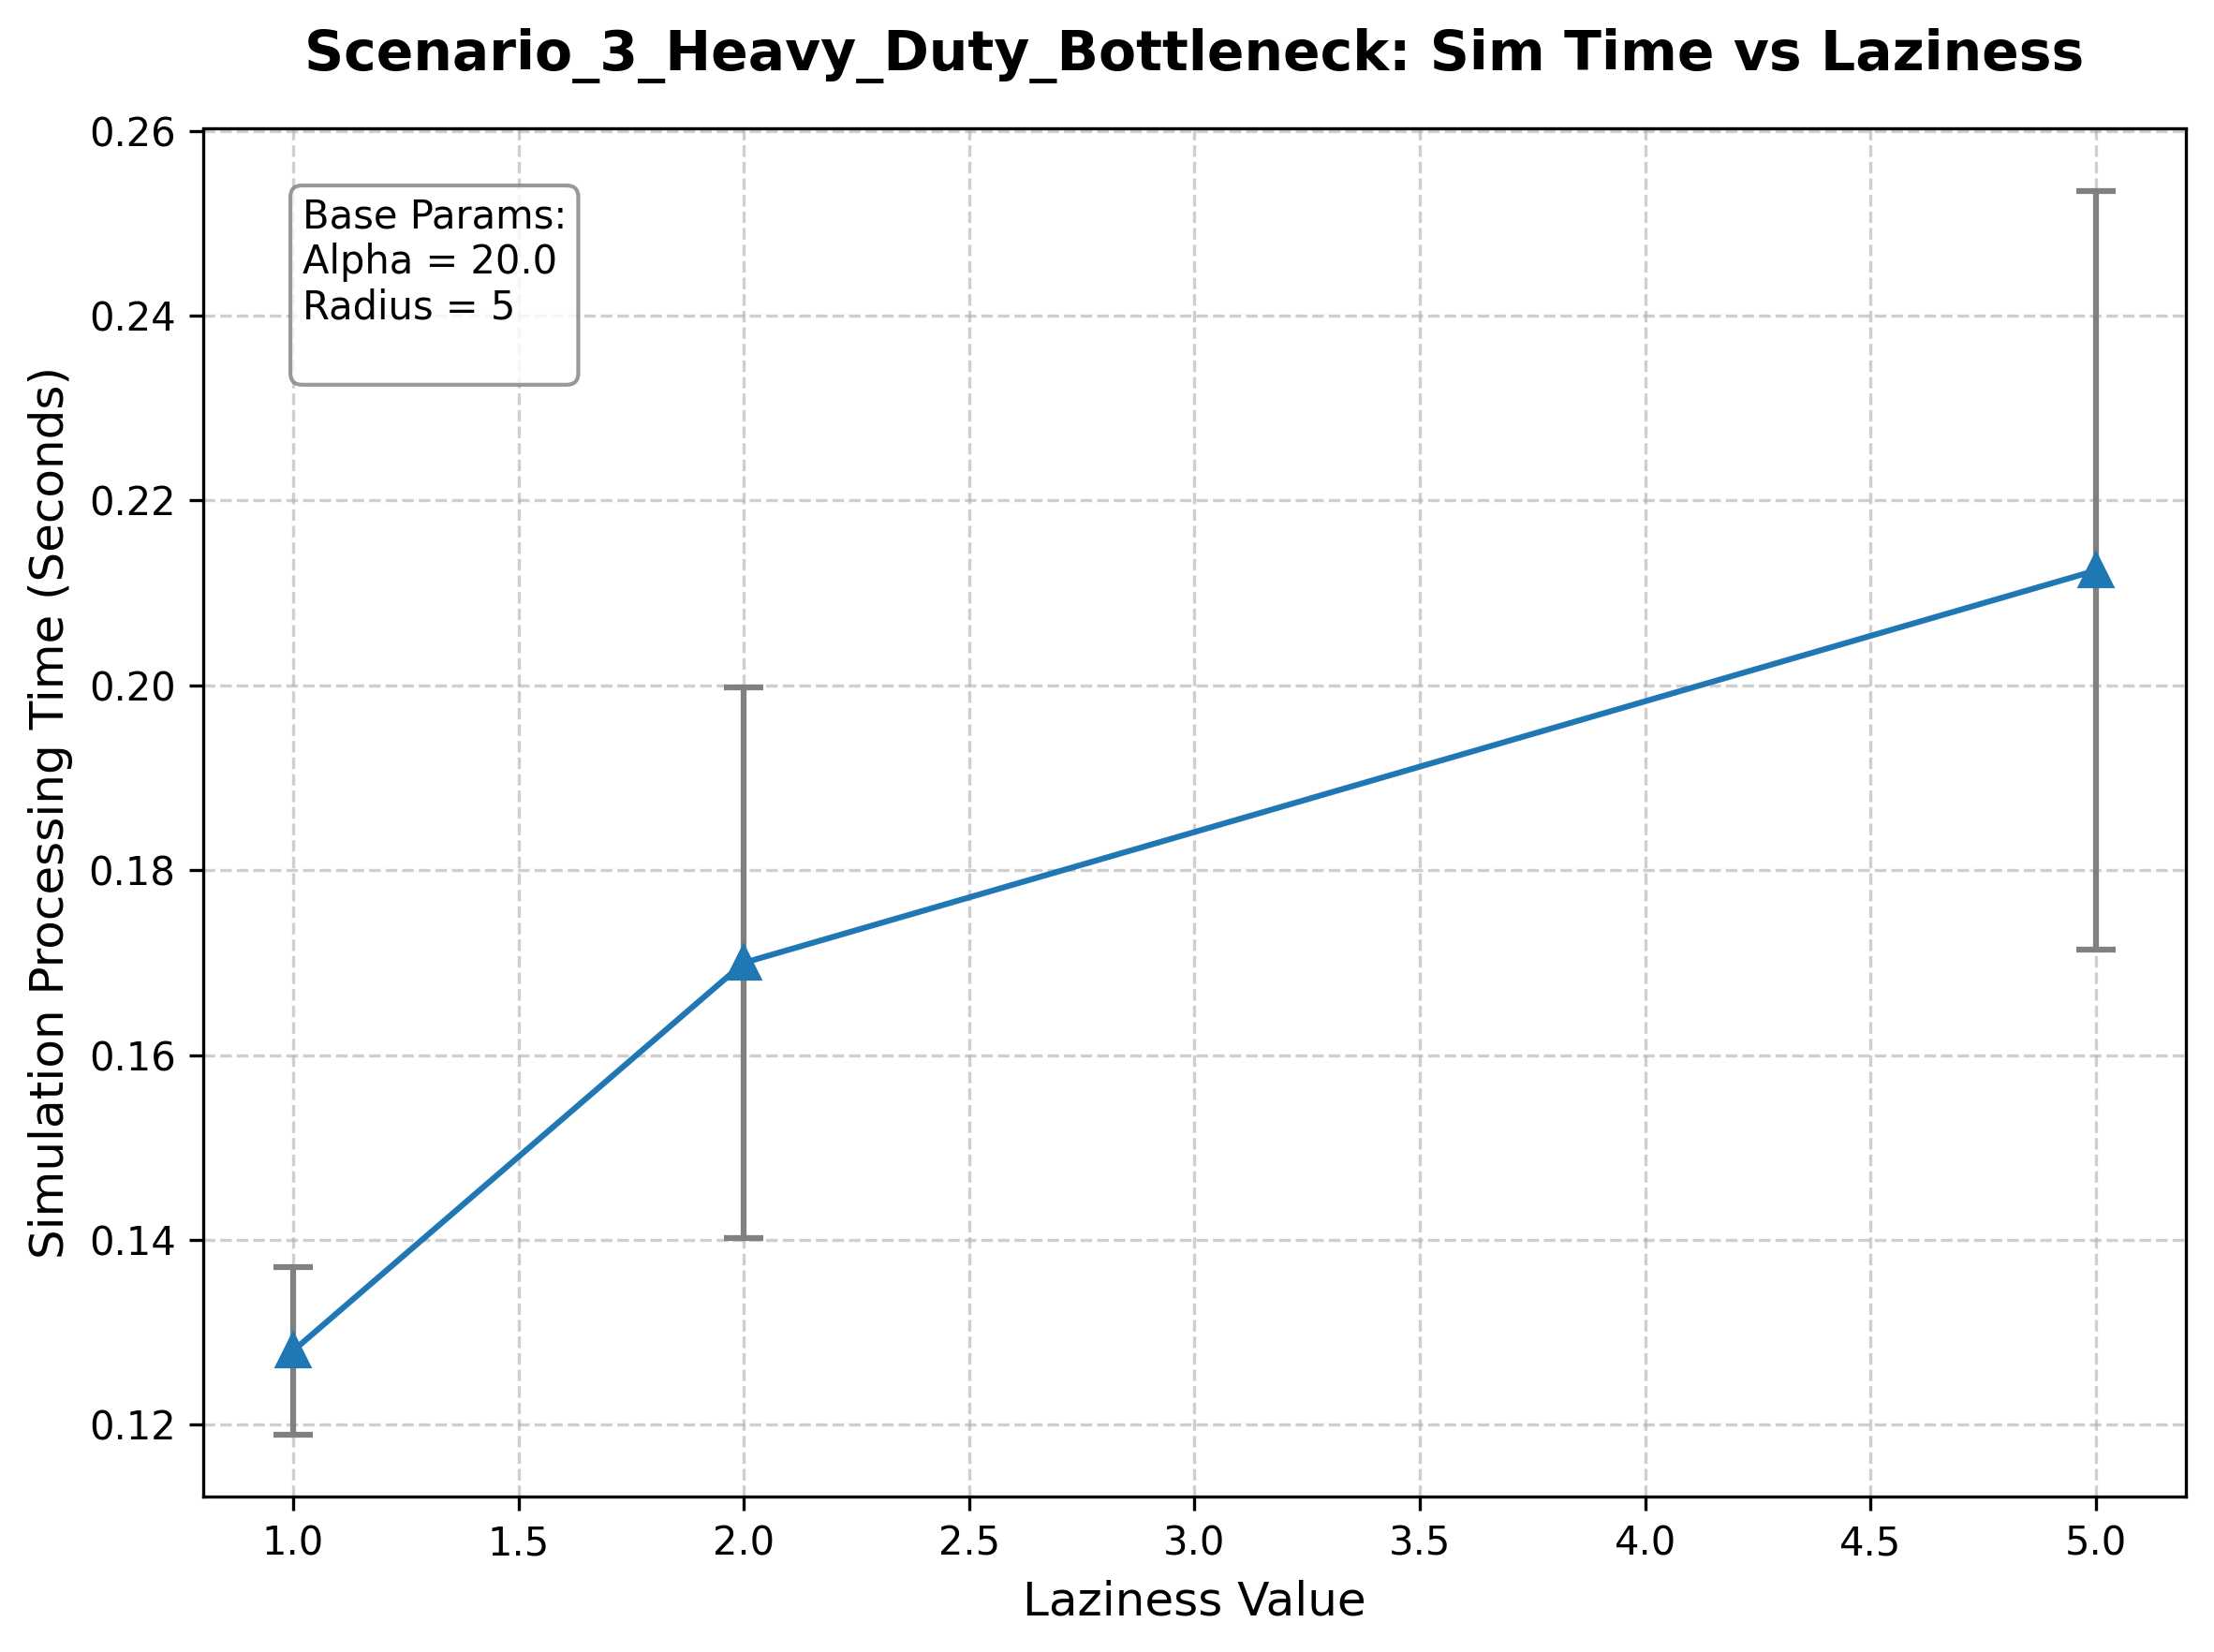 Scenario_3_Heavy_Duty_Bottleneck: Sim Time vs Laziness
Base Params:
Alpha = 20.0
Radius = 5
Simulation Processing Time (Seconds)
0.26
0.24
0.22
0.20
0.18
0.16
0.14
0.12
1.0 1.5 2.0 2.5 3.0 3.5 4.0 4.5 5.0
Laziness Value